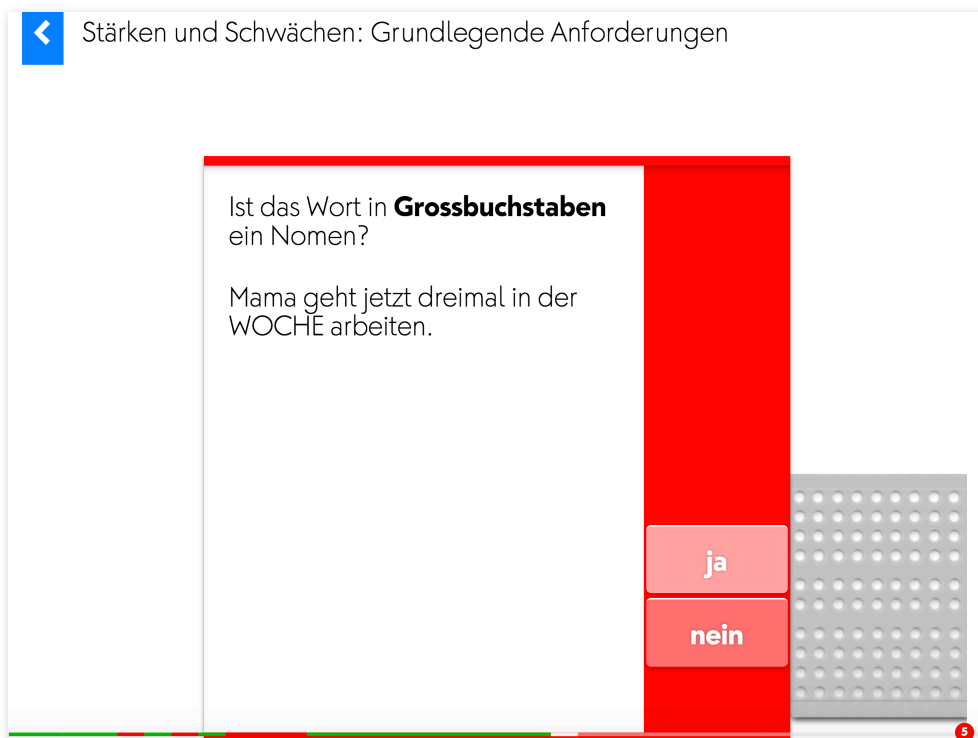 Stärken und Schwächen: Grundlegende Anforderungen
Ist das Wort in Grossbuchstaben
ein Nomen?
Mama geht jetzt dreimal in der
WOCHE arbeiten.
ja
nein
5